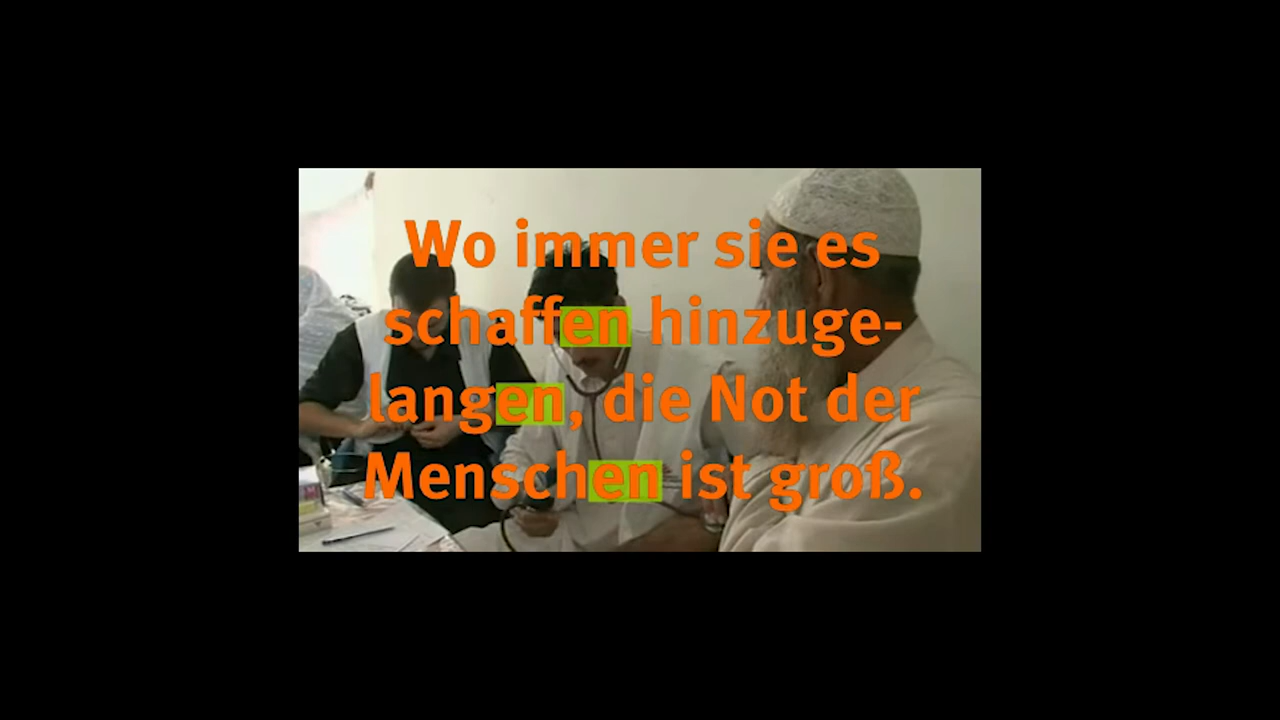 Wo immer sie es
schaffen hinzuge-
langen, die Not der
Menschen ist groß.